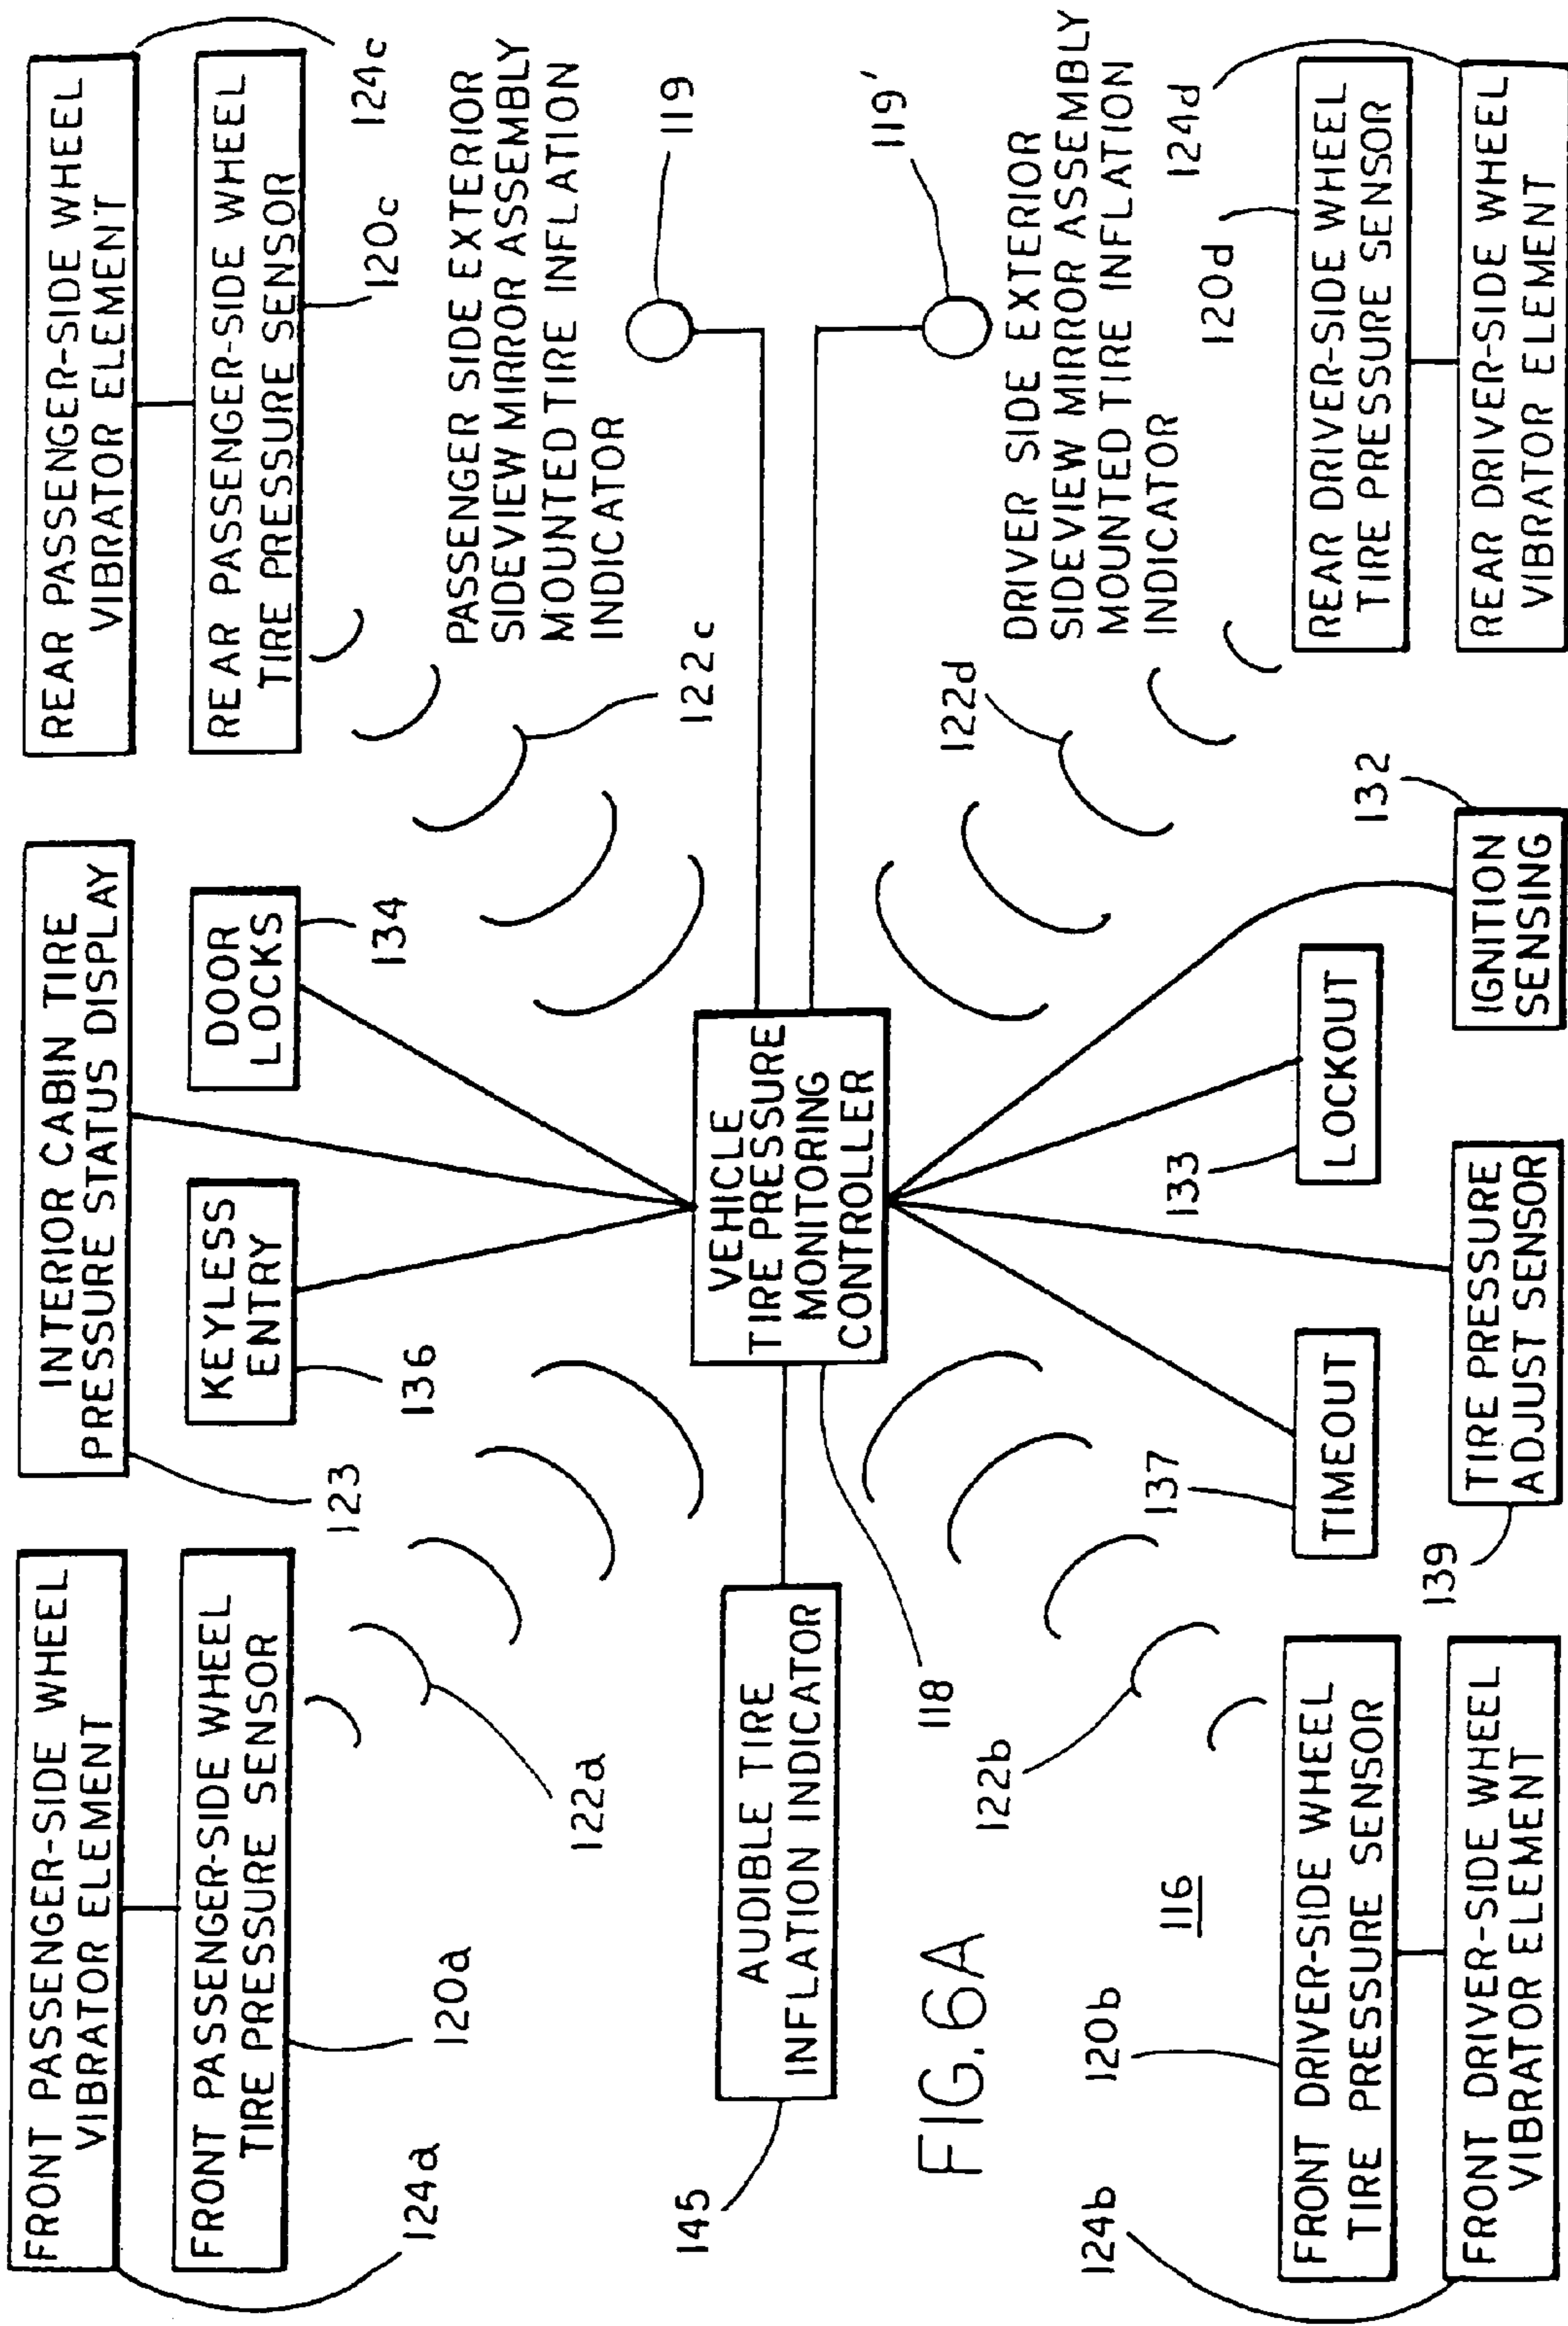 FRONT PASSENGER-SIDE WHEEL
VIBRATOR ELEMENT
FRONT PASSENGER-SIDE WHEEL
TIRE PRESSURE SENSOR
124a
120a
122a
INTERIOR CABIN TIRE
PRESSURE STATUS DISPLAY
123
KEYLESS
ENTRY
136
DOOR
LOCKS
134
REAR PASSENGER-SIDE WHEEL
VIBRATOR ELEMENT
REAR PASSENGER-SIDE WHEEL
TIRE PRESSURE SENSOR
124c
120c
PASSENGER SIDE EXTERIOR
SIDEVIEW MIRROR ASSEMBLY
MOUNTED TIRE INFLATION
INDICATOR
122c
119
145
AUDIBLE TIRE
INFLATION INDICATOR
118
VEHICLE
TIRE PRESSURE
MONITORING
CONTROLLER
119'
DRIVER SIDE EXTERIOR
SIDEVIEW MIRROR ASSEMBLY
MOUNTED TIRE INFLATION
INDICATOR
122d
FIG. 6A
122b
116
120b
124b
FRONT DRIVER-SIDE WHEEL
TIRE PRESSURE SENSOR
FRONT DRIVER-SIDE WHEEL
VIBRATOR ELEMENT
137
TIMEOUT
139
TIRE PRESSURE
ADJUST SENSOR
133
LOCKOUT
132
IGNITION
SENSING
120d
124d
REAR DRIVER-SIDE WHEEL
TIRE PRESSURE SENSOR
REAR DRIVER-SIDE WHEEL
VIBRATOR ELEMENT